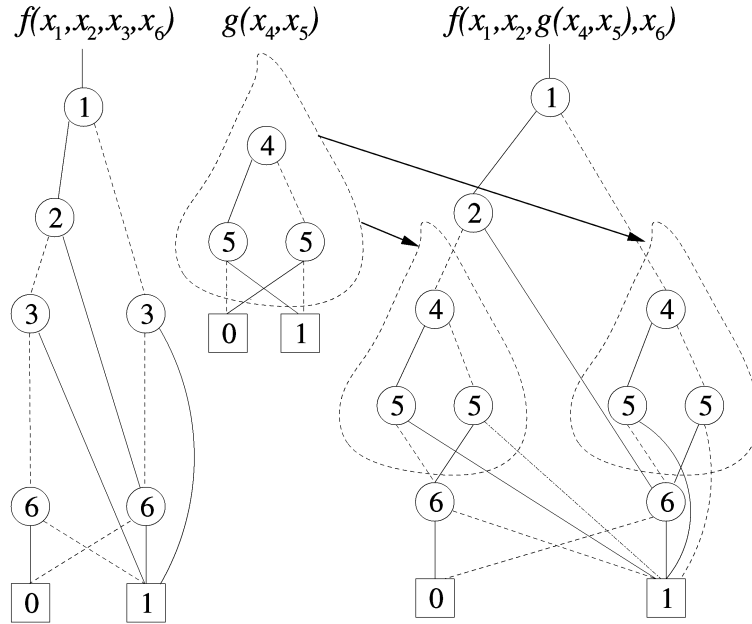 f(x₁,x₂,x₃,x₆) g(x₄,x₅) f(x₁,x₂,g(x₄,x₅),x₆)
1 1
4
2 5 5 2
3 3 4 4
0 1
5 5 5 5
6 6 6 6
0 1 0 1